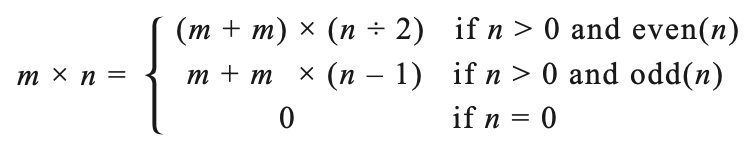 (m + m) × (n ÷ 2) if n > 0 and even(n)
m × n = { m + m × (n – 1) if n > 0 and odd(n)
0 if n = 0